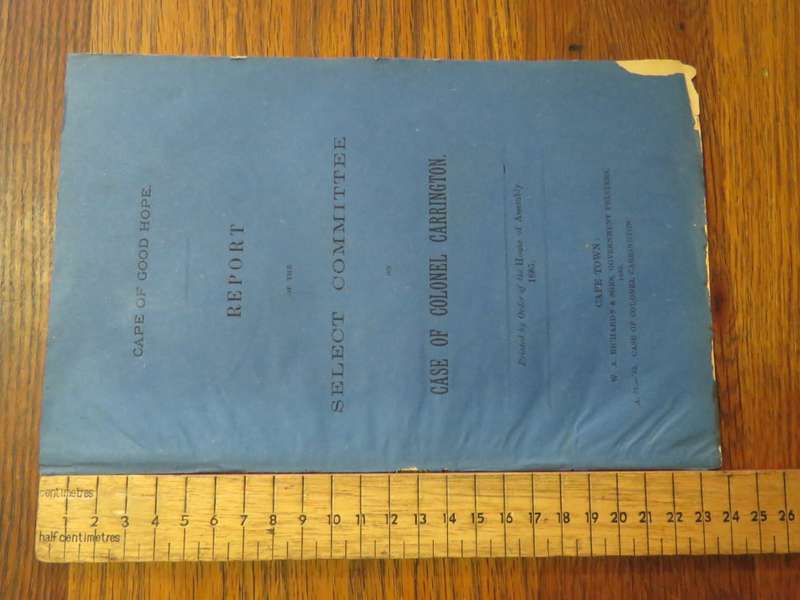 CAPE OF GOOD HOPE.
REPORT
OF THE
SELECT COMMITTEE
ON
CASE OF COLONEL CARRINGTON.
Printed by Order of the House of Assembly.
CAPE TOWN:
W. A. RICHARDS & SONS, GOVERNMENT PRINTERS.
CASE OF COLONEL CARRINGTON
centimetres
1 2 3 4 5 6 7 8 9 10 11 12 13 14 15 16 17 18 19 20 21 22 23 24 25 26
half centimetres